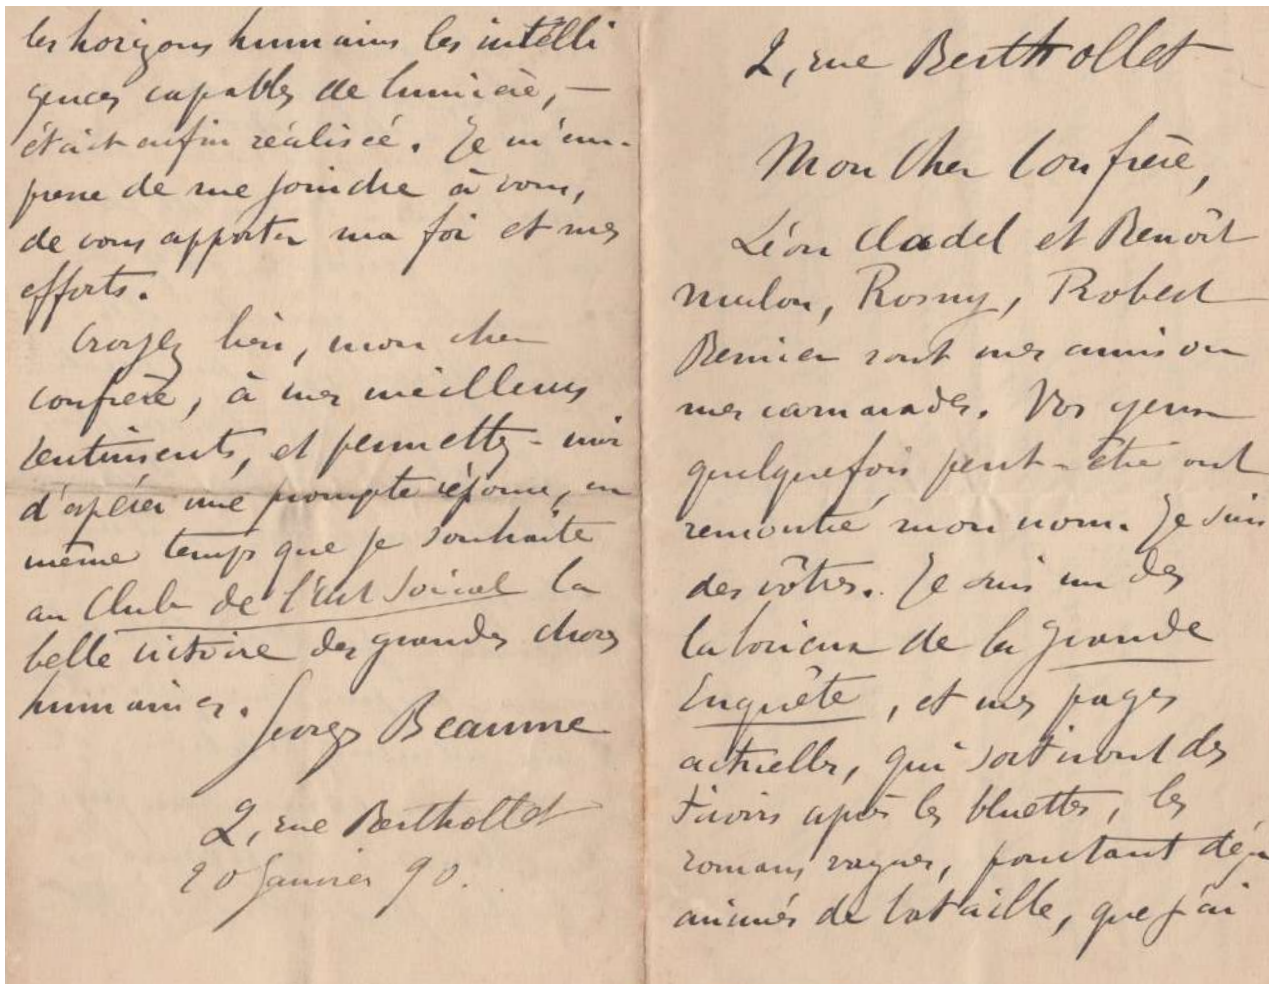 2, rue Berthollet
Mon Cher Confrère,
Léon Cladel et Benoît
Malon, Rosny, Robert
Bernier sont mes amis ou
mes camarades. Vos yeux
quelquefois peut-être ont
rencontré mon nom. Je suis
des vôtres. Je suis un des
laborieux de la Grande
Enquête, et mes pages
actuelles, qui sortiront des
tiroirs après les bluettes, les
romans vagues, pourtant déjà
animés de bataille, que j'ai
les horizons humains les intelli
gences capables de lumière, —
était enfin réalisé. Je m'em-
presse de me joindre à vous,
de vous apporter ma foi et mes
efforts.
Croyez bien, mon cher
confrère, à mes meilleurs
sentiments, et permettez-moi
d'espérer une prompte réponse, en
même temps que je souhaite
au Club de l'Art Social la
belle victoire des grandes choses
humaines.
Georges Beaume
2, rue Berthollet
20 Janvier 90.